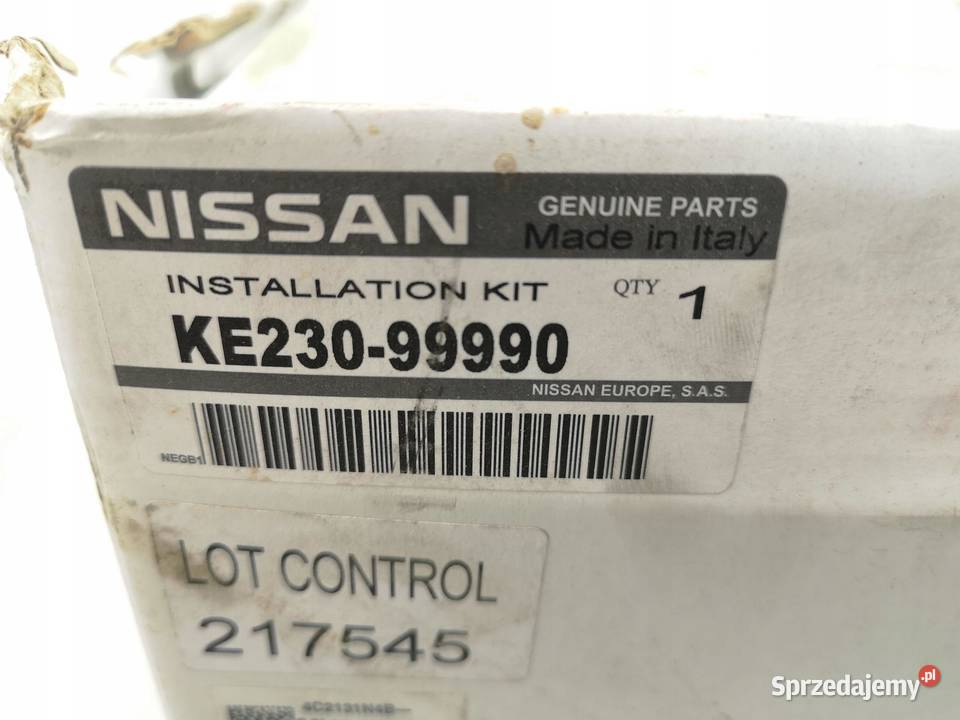 NISSAN
GENUINE PARTS
Made in Italy
INSTALLATION KIT QTY 1
KE230-99990
NISSAN EUROPE, S.A.S.
NEGB1
LOT CONTROL
217545
4C2131N4B-
Sprzedajemy.pl